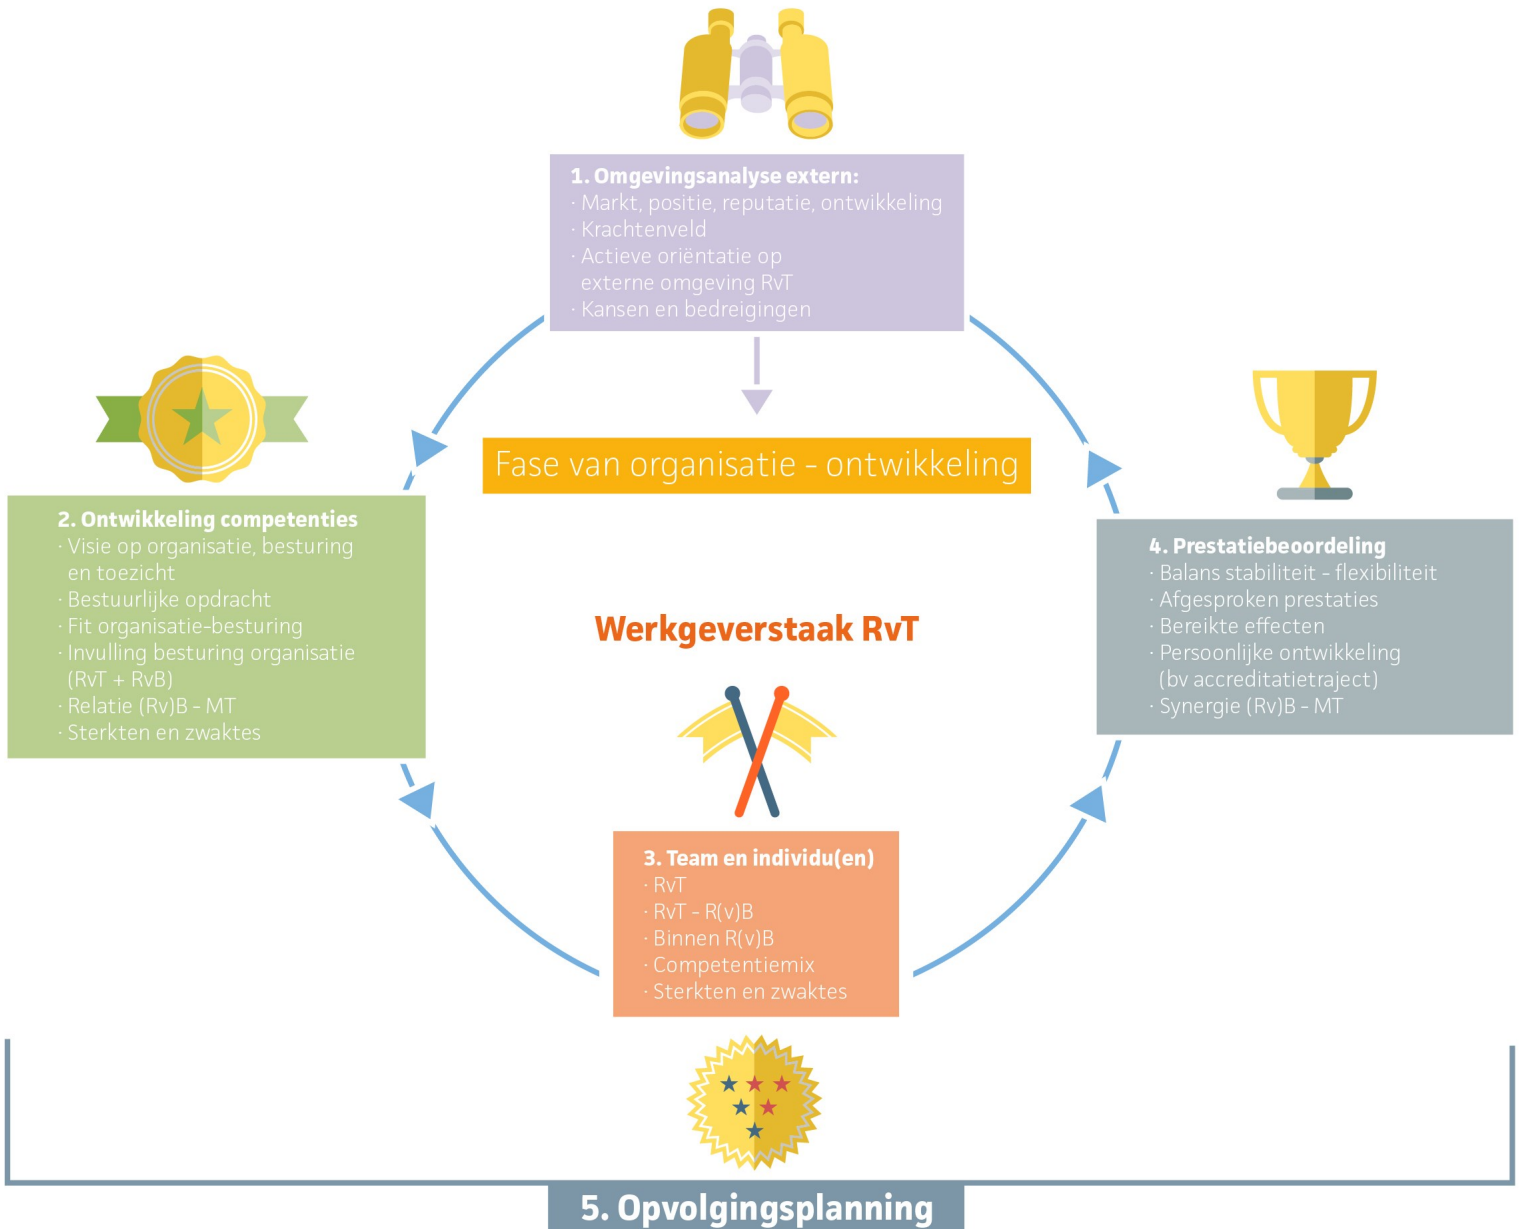 1. Omgevingsanalyse extern:
· Markt, positie, reputatie, ontwikkeling
· Krachtenveld
· Actieve oriëntatie op
externe omgeving RvT
· Kansen en bedreigingen
Fase van organisatie - ontwikkeling
2. Ontwikkeling competenties
· Visie op organisatie, besturing
en toezicht
· Bestuurlijke opdracht
· Fit organisatie-besturing
· Invulling besturing organisatie
(RvT + RvB)
· Relatie (Rv)B - MT
· Sterkten en zwaktes
4. Prestatiebeoordeling
· Balans stabiliteit - flexibiliteit
· Afgesproken prestaties
· Bereikte effecten
· Persoonlijke ontwikkeling
(bv accreditatietraject)
· Synergie (Rv)B - MT
Werkgeverstaak RvT
3. Team en individu(en)
· RvT
· RvT - R(v)B
· Binnen R(v)B
· Competentiemix
· Sterkten en zwaktes
5. Opvolgingsplanning